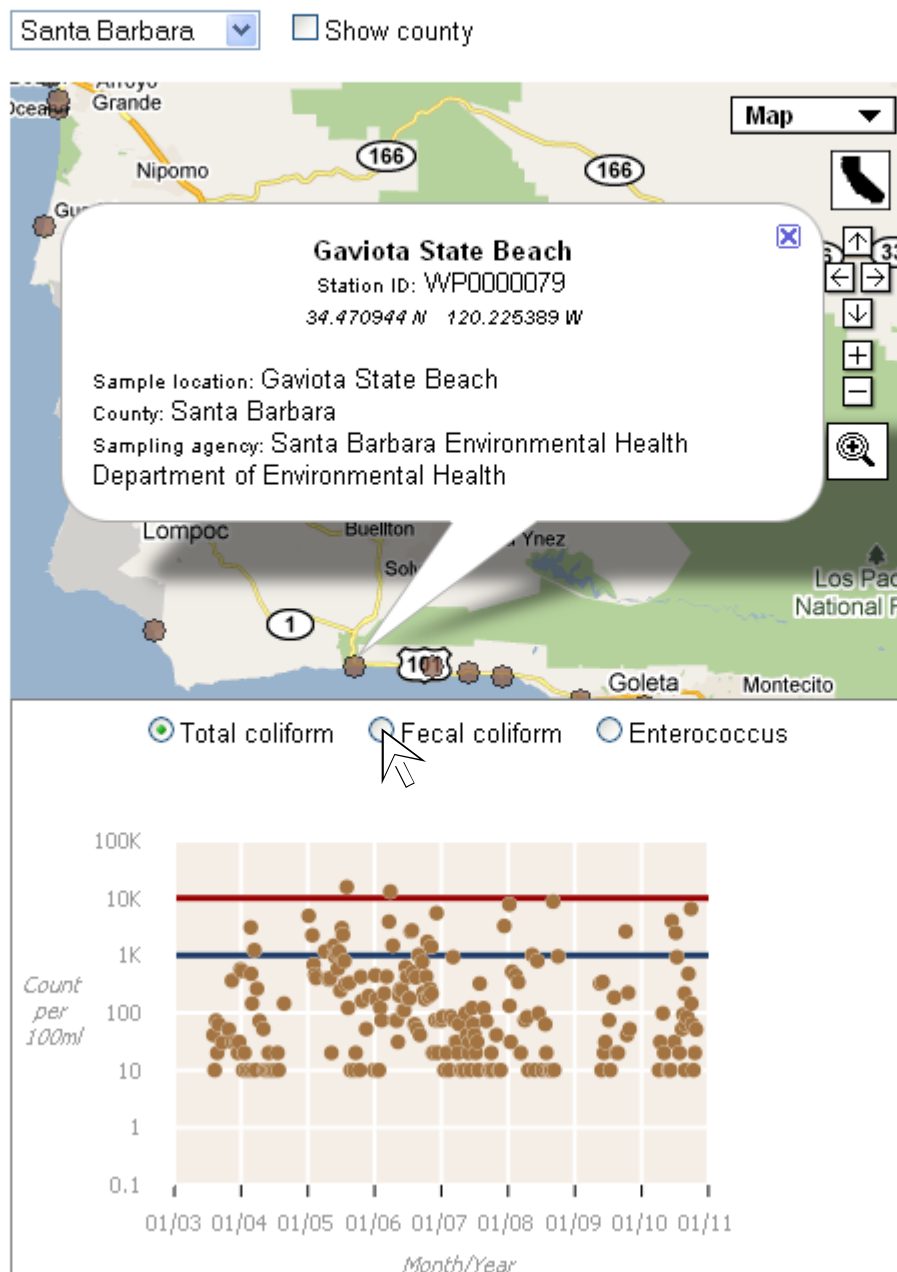 Santa Barbara
Show county
Arroyo
Grande
Map
166
166
Nipomo
Gaviota State Beach
Station ID: WP0000079
34.470944 N 120.225389 W
Sample location: Gaviota State Beach
County: Santa Barbara
Sampling agency: Santa Barbara Environmental Health
Department of Environmental Health
Lompoc
Buellton
Ynez
Los Pad
National F
1
101
Goleta
Montecito
Total coliform
Fecal coliform
Enterococcus
100K
10K
1K
100
10
1
0.1
Count
per
100ml
01/03 01/04 01/05 01/06 01/07 01/08 01/09 01/10 01/11
Month/Year